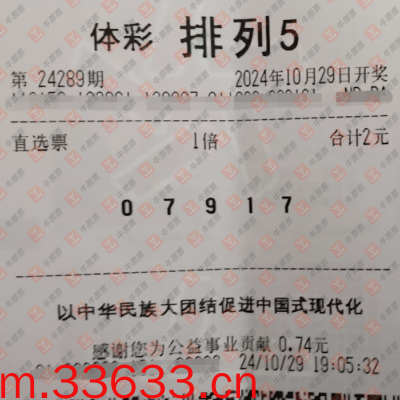 体彩 排列5
第 24289期 2024年10月29日开奖
直选票 1倍 合计2元
0 7 9 1 7
以中华民族大团结促进中国式现代化
感谢您为公益事业贡献 0.74元
24/10/29 19:05:32
m.33633.cn